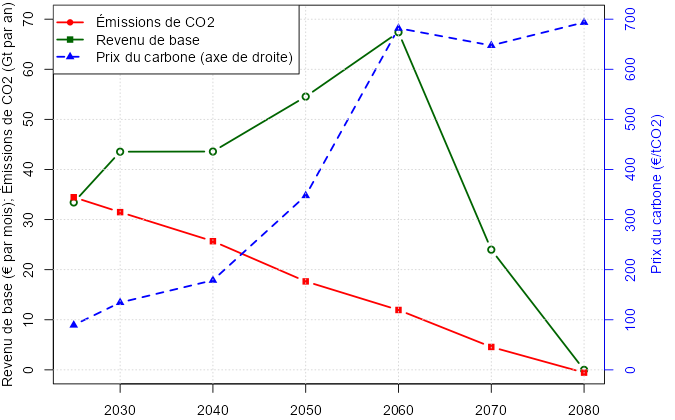 Émissions de CO2
Revenu de base
Prix du carbone (axe de droite)
Revenu de base (€ par mois); Émissions de CO2 (Gt par an)
70
60
50
40
30
20
10
0
700
600
500
400
300
200
100
0
Prix du carbone (€/tCO2)
2030 2040 2050 2060 2070 2080